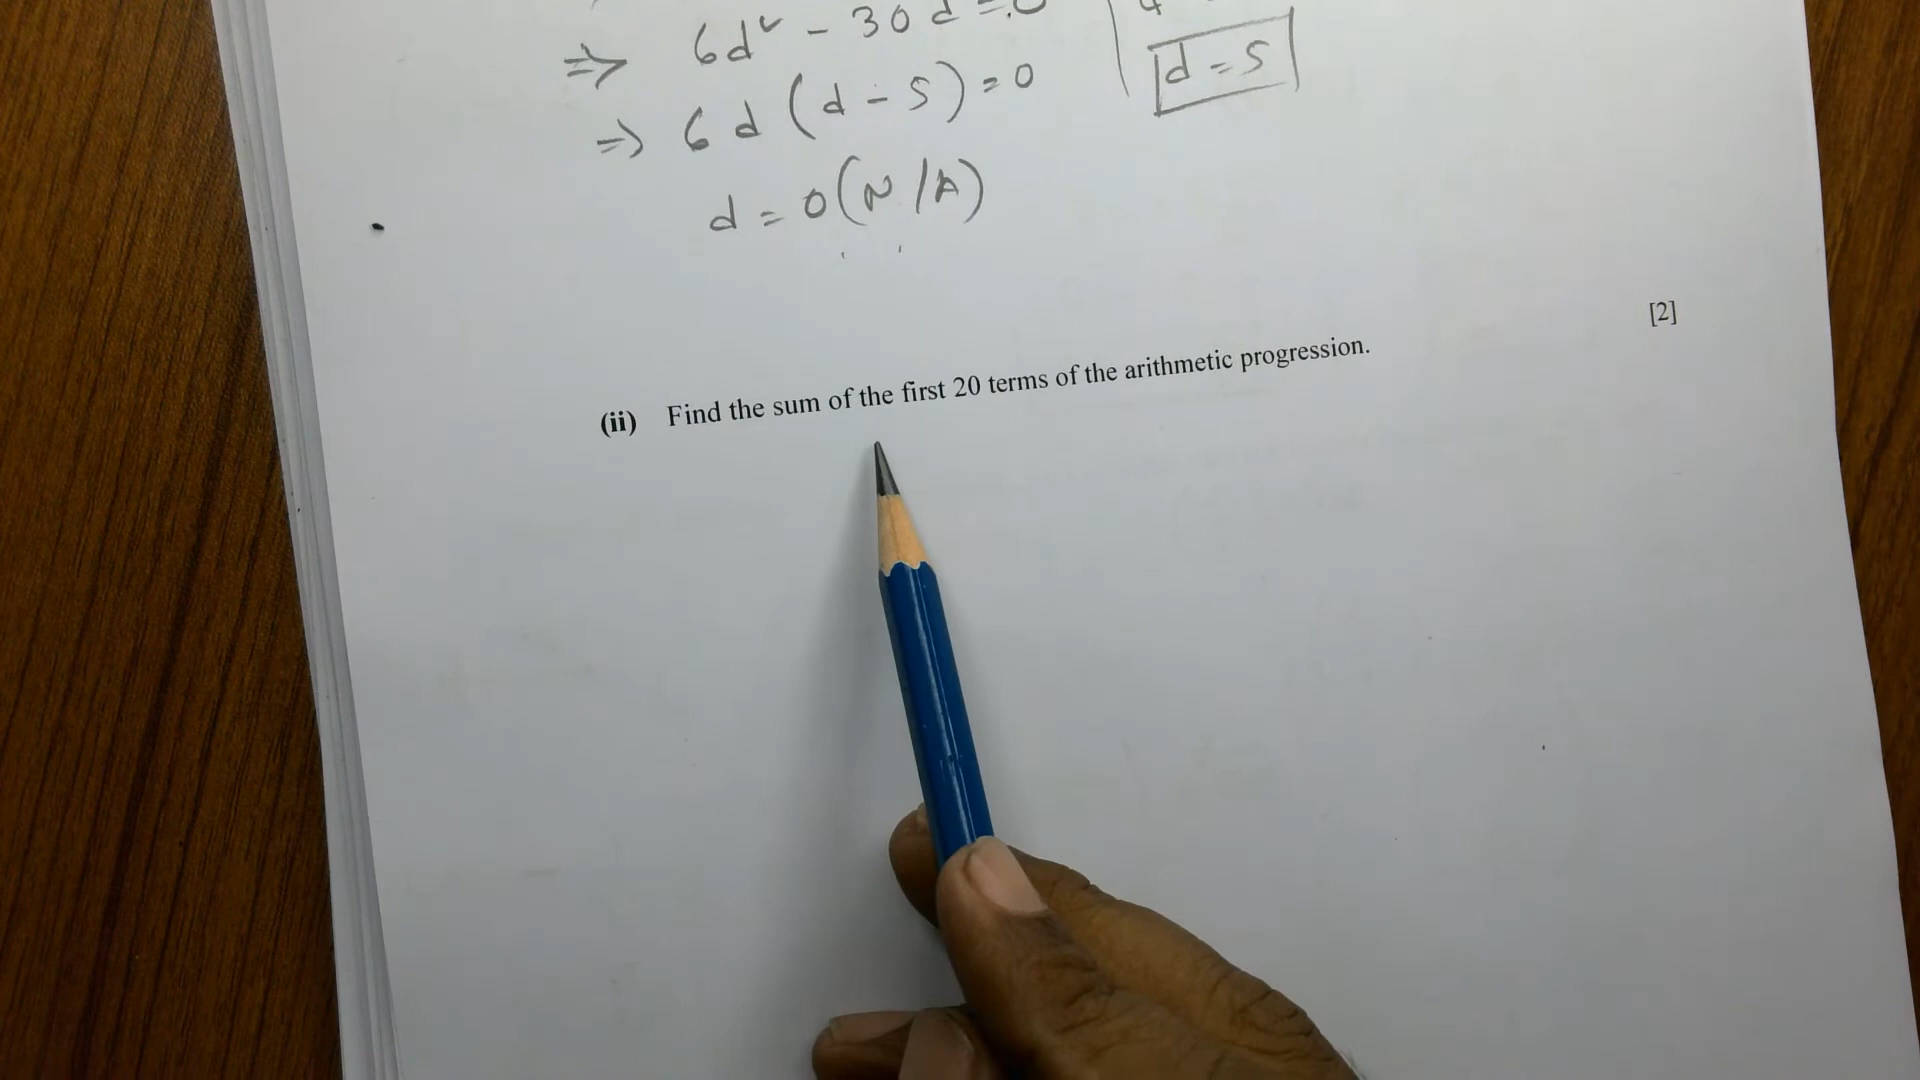 ⇒ 6d² - 30d = 0
⇒ 6d (d - 5) = 0
d = 0 (N/A)
d = 5
[2]
(ii) Find the sum of the first 20 terms of the arithmetic progression.